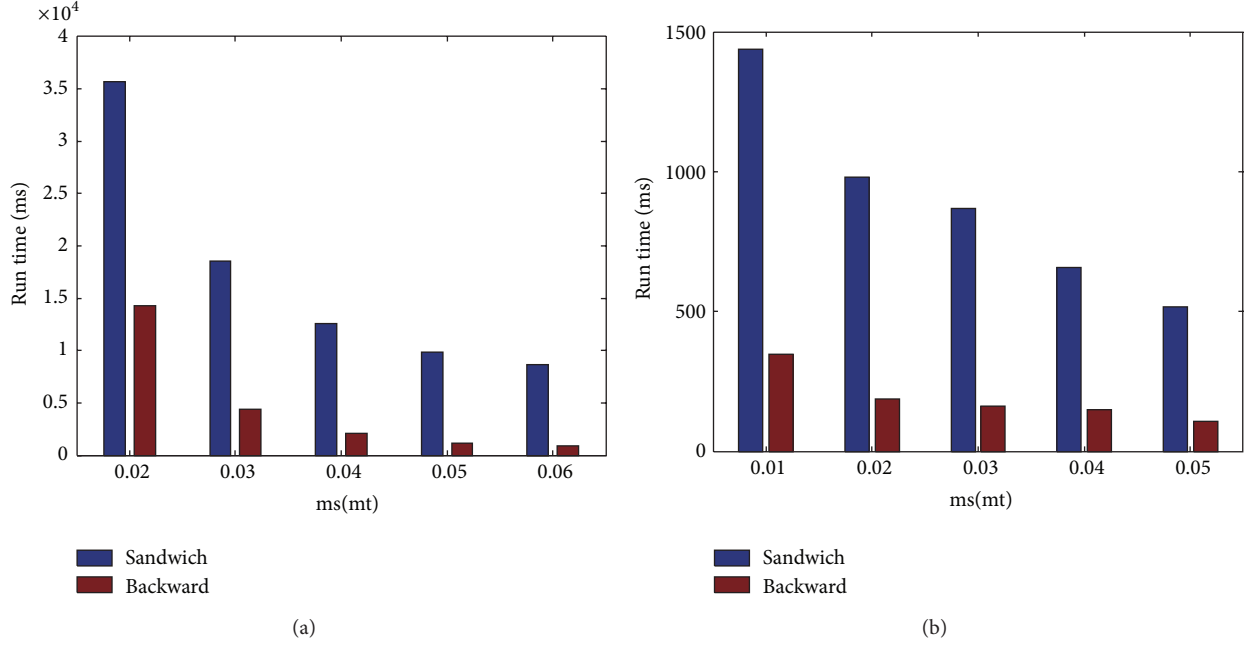 ×10⁴
4
3.5
3
2.5
2
1.5
1
0.5
0
Run time (ms)
0.02 0.03 0.04 0.05 0.06
ms(mt)
Sandwich
Backward
(a)
1500
1000
500
0
Run time (ms)
0.01 0.02 0.03 0.04 0.05
ms(mt)
Sandwich
Backward
(b)